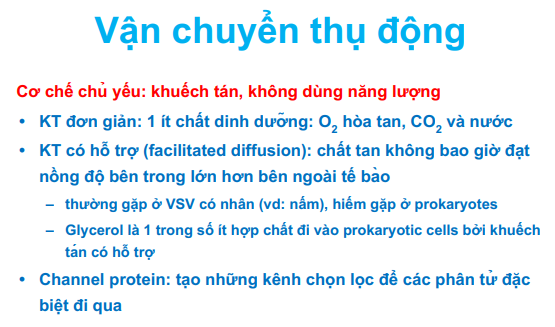 Vận chuyển thụ động
Cơ chế chủ yếu: khuếch tán, không dùng năng lượng
• KT đơn giản: 1 ít chất dinh dưỡng: O₂ hòa tan, CO₂ và nước
• KT có hỗ trợ (facilitated diffusion): chất tan không bao giờ đạt
nồng độ bên trong lớn hơn bên ngoài tế bào
– thường gặp ở VSV có nhân (vd: nấm), hiếm gặp ở prokaryotes
– Glycerol là 1 trong số ít hợp chất đi vào prokaryotic cells bởi khuếch
tán có hỗ trợ
• Channel protein: tạo những kênh chọn lọc để các phân tử đặc
biệt đi qua